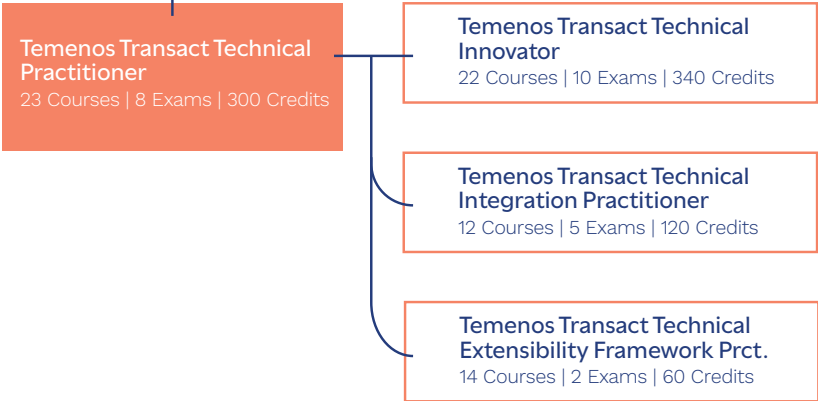 Temenos Transact Technical
Practitioner
23 Courses | 8 Exams | 300 Credits
Temenos Transact Technical
Innovator
22 Courses | 10 Exams | 340 Credits
Temenos Transact Technical
Integration Practitioner
12 Courses | 5 Exams | 120 Credits
Temenos Transact Technical
Extensibility Framework Prct.
14 Courses | 2 Exams | 60 Credits